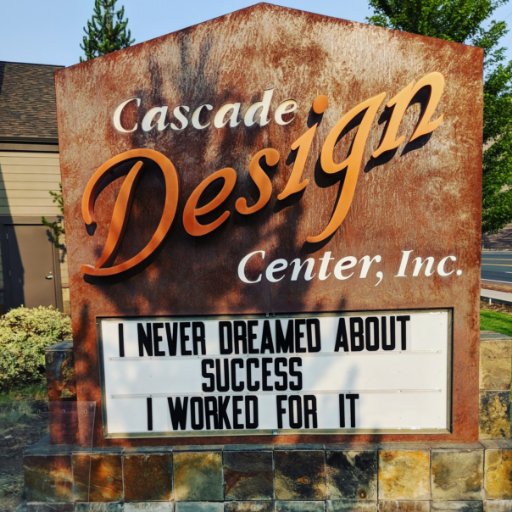 Cascade
Design
Center, Inc.
I NEVER DREAMED ABOUT
SUCCESS
I WORKED FOR IT